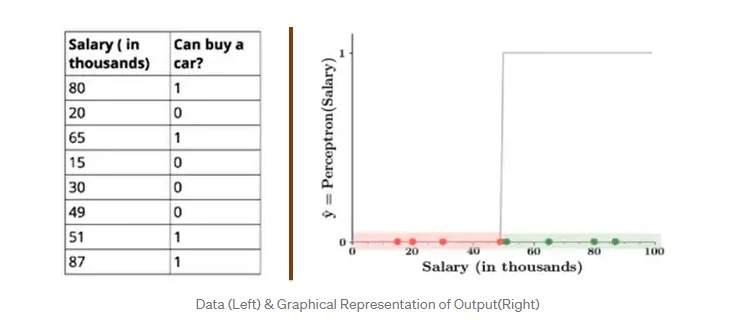 Salary ( in thousands) Can buy a car?
80 1
20 0
65 1
15 0
30 0
49 0
51 1
87 1
ŷ = Perceptron(Salary)
1
0
0 20 40 60 80 100
Salary (in thousands)
Data (Left) & Graphical Representation of Output(Right)